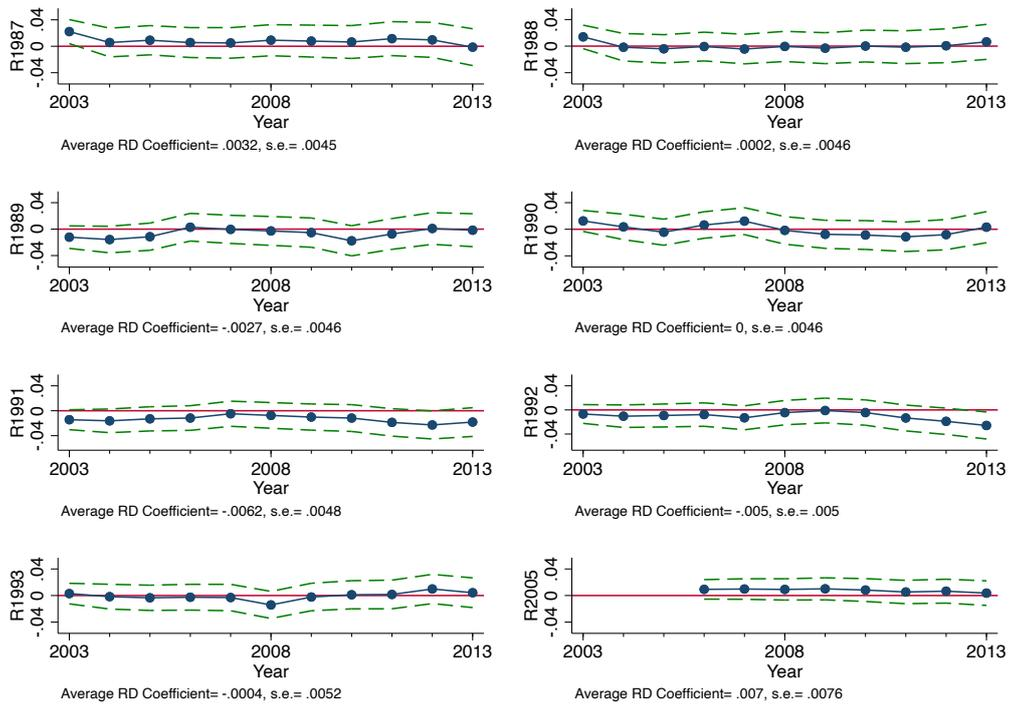 R1987
.04
0
-.04
2003 2008 2013
Year
Average RD Coefficient= .0032, s.e.= .0045
R1988
.04
0
-.04
2003 2008 2013
Year
Average RD Coefficient= .0002, s.e.= .0046
R1989
.04
0
-.04
2003 2008 2013
Year
Average RD Coefficient= -.0027, s.e.= .0046
R1990
.04
0
-.04
2003 2008 2013
Year
Average RD Coefficient= 0, s.e.= .0046
R1991
.04
0
-.04
2003 2008 2013
Year
Average RD Coefficient= -.0062, s.e.= .0048
R1992
.04
0
-.04
2003 2008 2013
Year
Average RD Coefficient= -.005, s.e.= .005
R1993
.04
0
-.04
2003 2008 2013
Year
Average RD Coefficient= -.0004, s.e.= .0052
R2005
.04
0
-.04
2003 2008 2013
Year
Average RD Coefficient= .007, s.e.= .0076